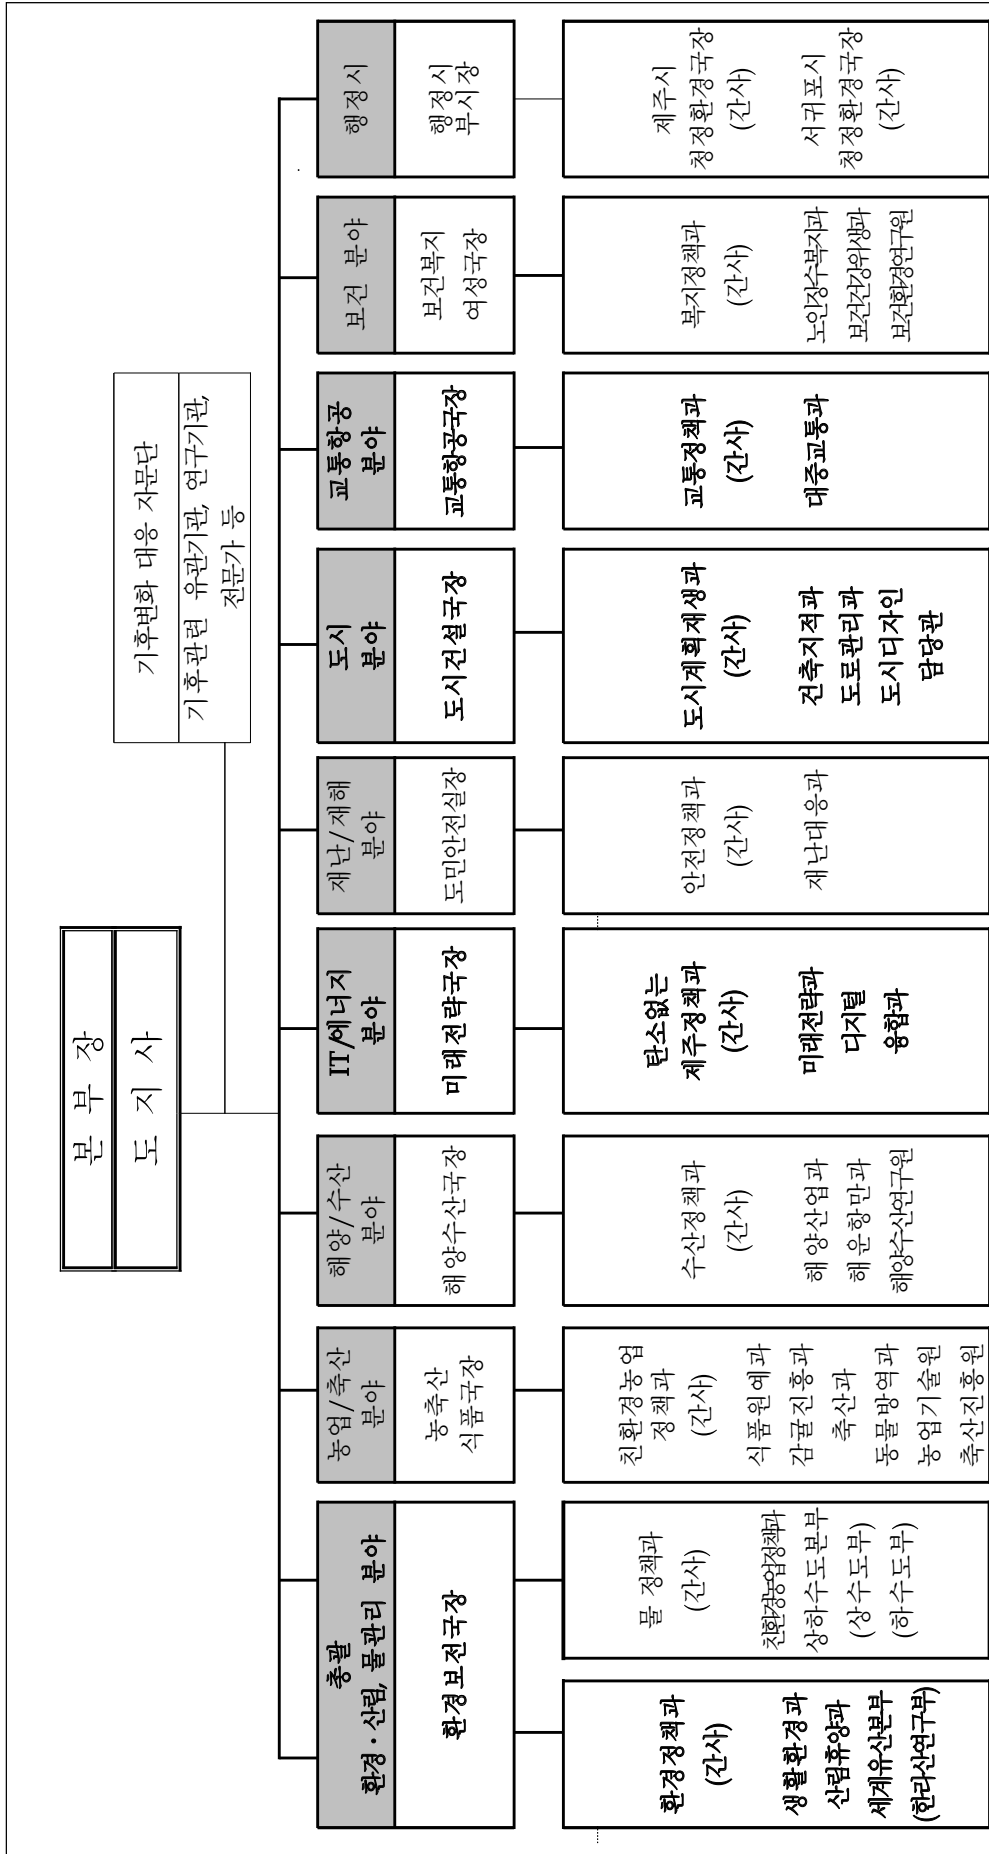 본 부 장
도 지 사
기후변화 대응 자문단
기후관련 유관기관, 연구기관,
전문가 등
총괄
환경·산림, 물관리 분야
환경보전국장
환경정책과
(간사)
생활환경과
산림휴양과
세계유산본부
(한라산연구부)
물 정책과
(간사)
친환경농업정책과
상하수도본부
(상수도부)
(하수도부)
농업/축산
분야
농축산
식품국장
친환경농업
정책과
(간사)
식품원예과
감귤진흥과
축산과
동물방역과
농업기술원
축산진흥원
해양/수산
분야
해양수산국장
수산정책과
(간사)
해양산업과
해운항만과
해양수산연구원
IT/에너지
분야
미래전략국장
탄소없는
제주정책과
(간사)
미래전략과
디지털
융합과
재난/재해
분야
도민안전실장
안전정책과
(간사)
재난대응과
도시
분야
도시건설국장
도시계획재생과
(간사)
건축지적과
도로관리과
도시디자인
담당관
교통항공
분야
교통항공국장
교통정책과
(간사)
대중교통과
보건 분야
보건복지
여성국장
복지정책과
(간사)
노인장수복지과
보건건강위생과
보건환경연구원
행정시
행정시
부시장
제주시
청정환경국장
(간사)
서귀포시
청정환경국장
(간사)